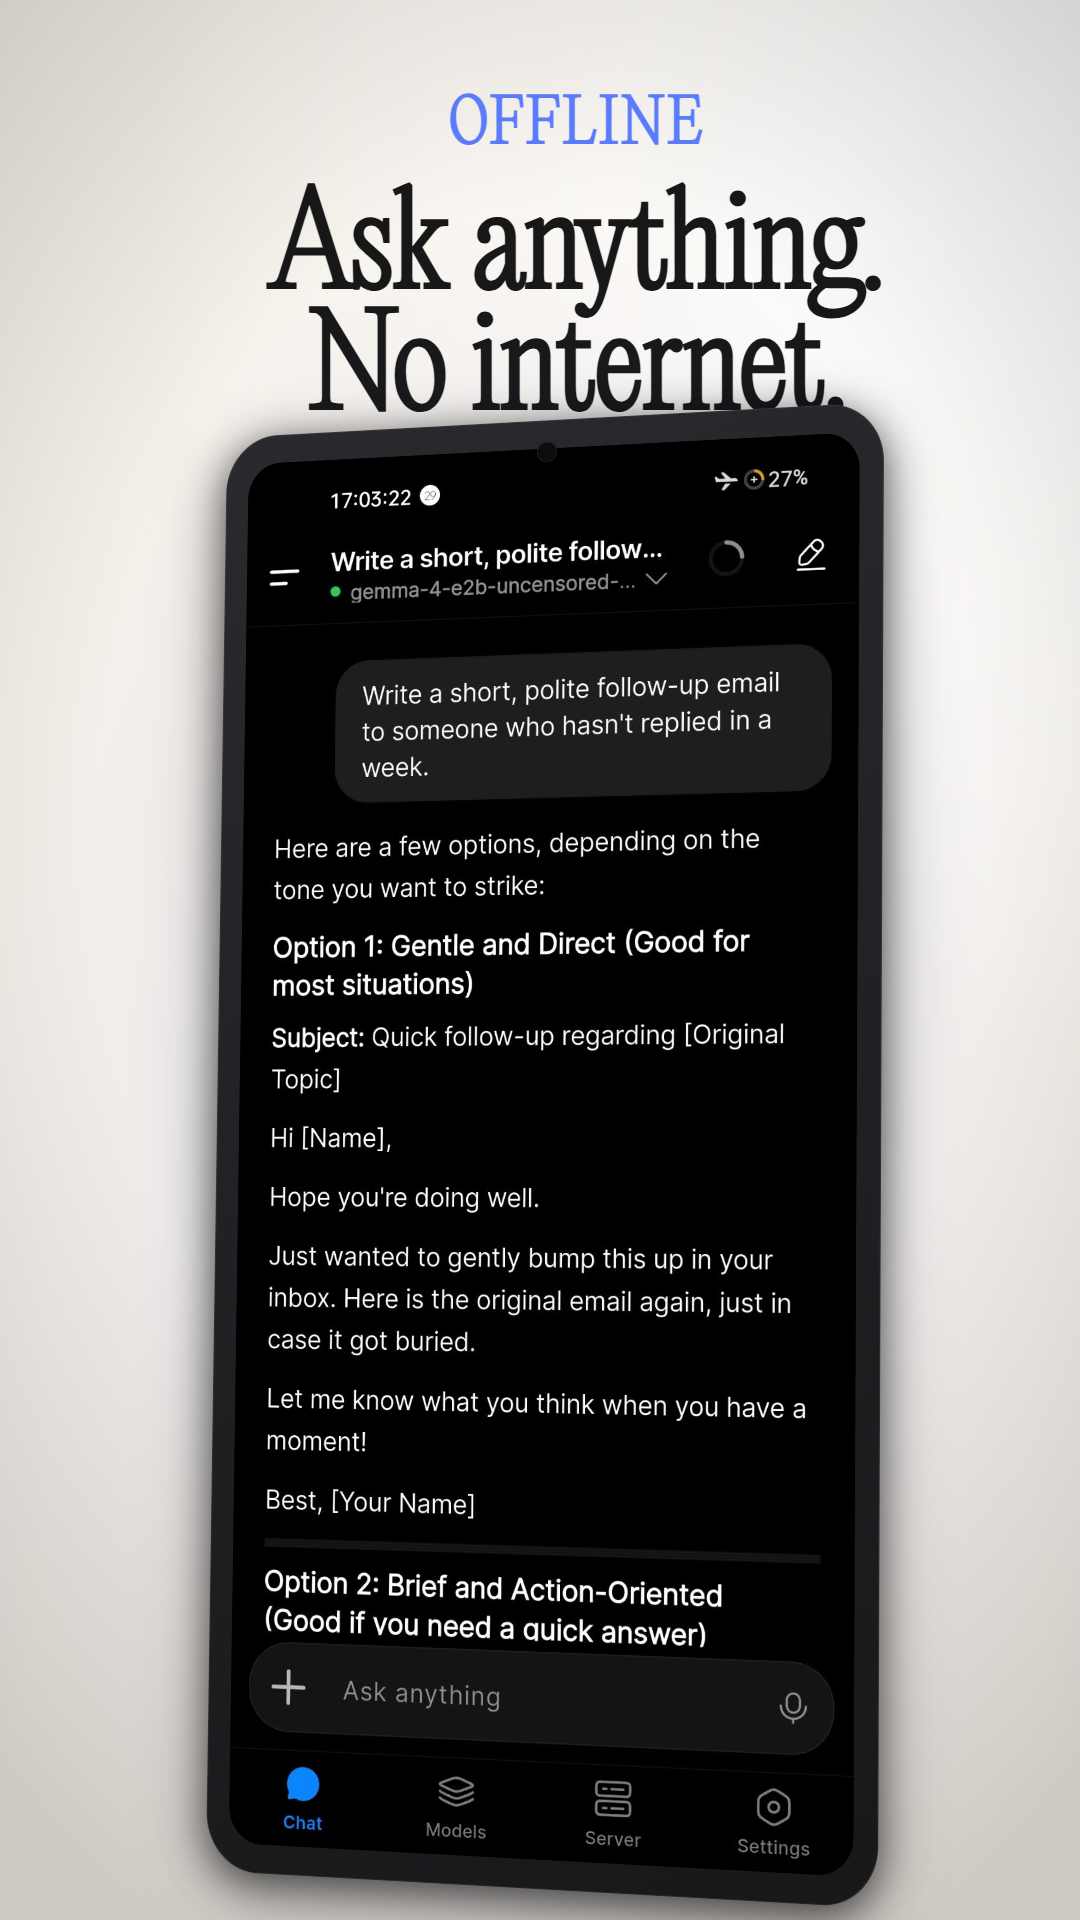 OFFLINE
Ask anything.
No internet.
17:03:22 29
27%
Write a short, polite follow...
gemma-4-e2b-uncensored-...
Write a short, polite follow-up email
to someone who hasn't replied in a
week.
Here are a few options, depending on the
tone you want to strike:
Option 1: Gentle and Direct (Good for
most situations)
Subject: Quick follow-up regarding [Original
Topic]
Hi [Name],
Hope you're doing well.
Just wanted to gently bump this up in your
inbox. Here is the original email again, just in
case it got buried.
Let me know what you think when you have a
moment!
Best, [Your Name]
Option 2: Brief and Action-Oriented
(Good if you need a quick answer)
Ask anything
Chat
Models
Server
Settings